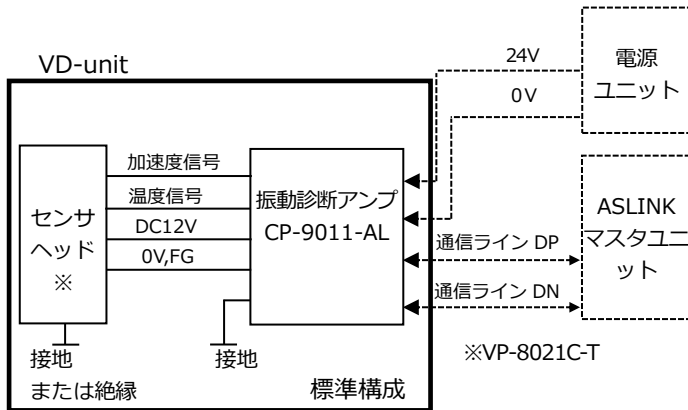 VD-unit
センサ
ヘッド
※
加速度信号
温度信号
DC12V
0V,FG
振動診断アンプ
CP-9011-AL
接地
または絶縁
接地
標準構成
24V
0V
電源
ユニット
通信ライン DP
通信ライン DN
ASLINK
マスタユニ
ット
※VP-8021C-T